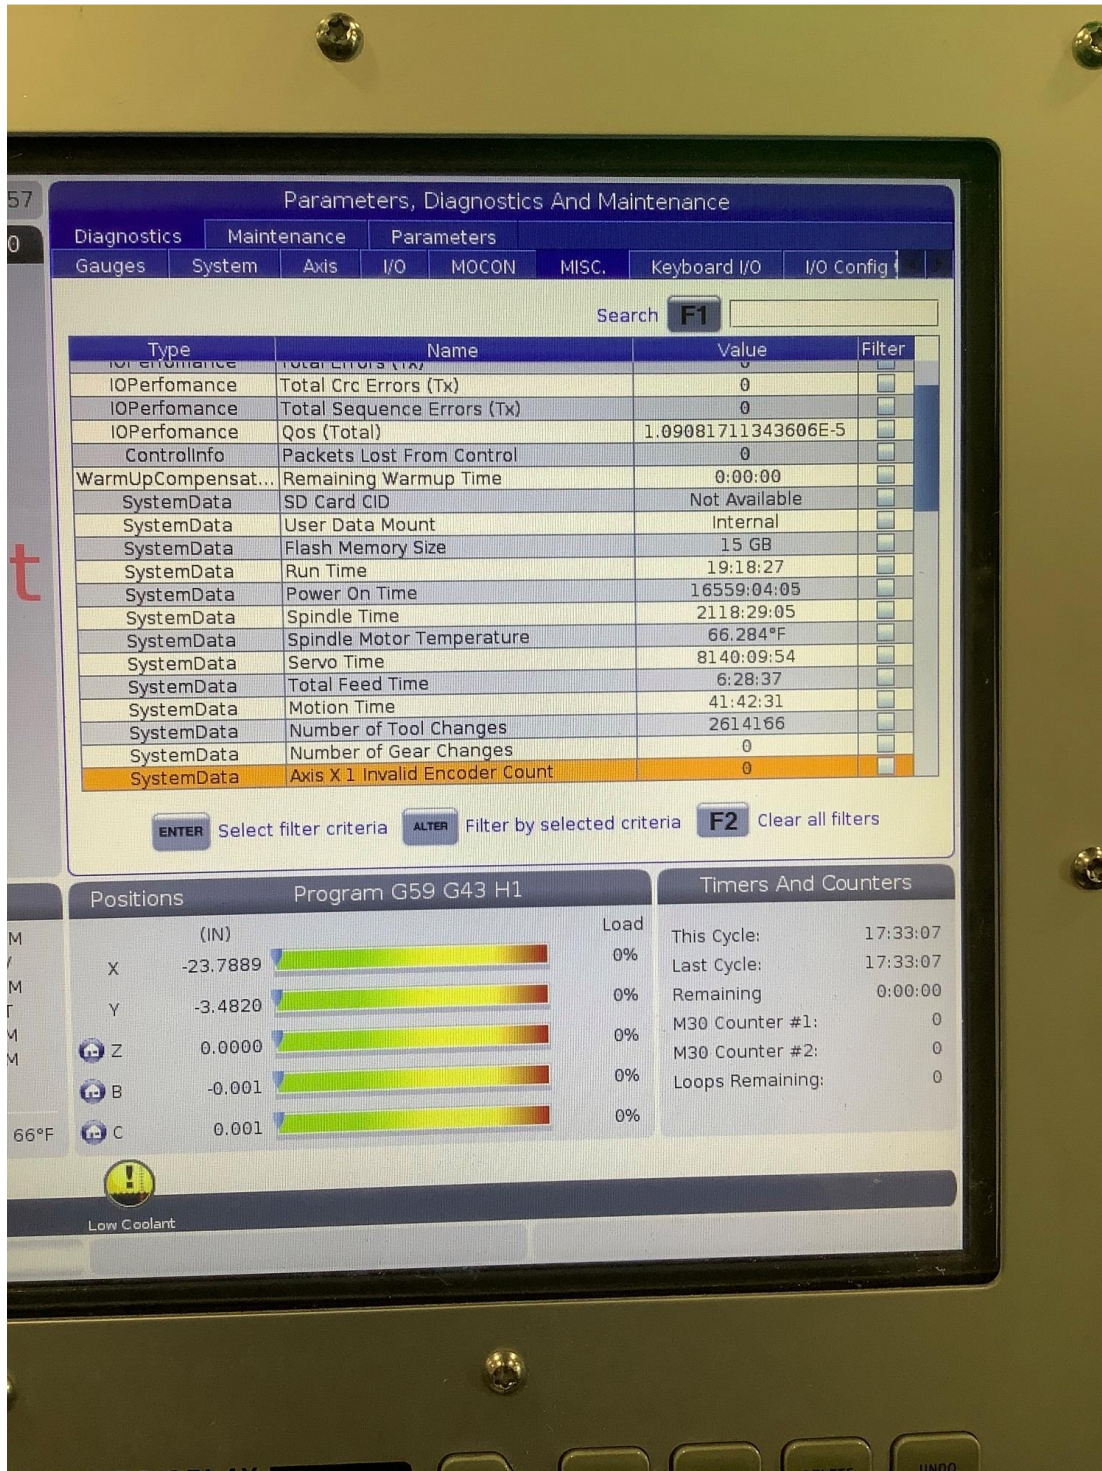 57
Parameters, Diagnostics And Maintenance
0
Diagnostics Maintenance Parameters
Gauges System Axis I/O MOCON MISC. Keyboard I/O I/O Config
Search F1
Type Name Value Filter
IOPerfomance Total Errors (Tx) 0
IOPerfomance Total Crc Errors (Tx) 0
IOPerfomance Total Sequence Errors (Tx) 0
IOPerfomance Qos (Total) 1.09081711343606E-5
ControlInfo Packets Lost From Control 0
WarmUpCompensat... Remaining Warmup Time 0:00:00
SystemData SD Card CID Not Available
SystemData User Data Mount Internal
SystemData Flash Memory Size 15 GB
t
SystemData Run Time 19:18:27
SystemData Power On Time 16559:04:05
SystemData Spindle Time 2118:29:05
SystemData Spindle Motor Temperature 66.284°F
SystemData Servo Time 8140:09:54
SystemData Total Feed Time 6:28:37
SystemData Motion Time 41:42:31
SystemData Number of Tool Changes 2614166
SystemData Number of Gear Changes 0
SystemData Axis X 1 Invalid Encoder Count 0
ENTER Select filter criteria ALTER Filter by selected criteria F2 Clear all filters
Positions Program G59 G43 H1
(IN) Load
X -23.7889 0%
Y -3.4820 0%
Z 0.0000 0%
B -0.001 0%
C 0.001 0%
Timers And Counters
This Cycle: 17:33:07
Last Cycle: 17:33:07
Remaining 0:00:00
M30 Counter #1: 0
M30 Counter #2: 0
Loops Remaining: 0
M
M
T
M
M
66°F
!
Low Coolant
UNDO